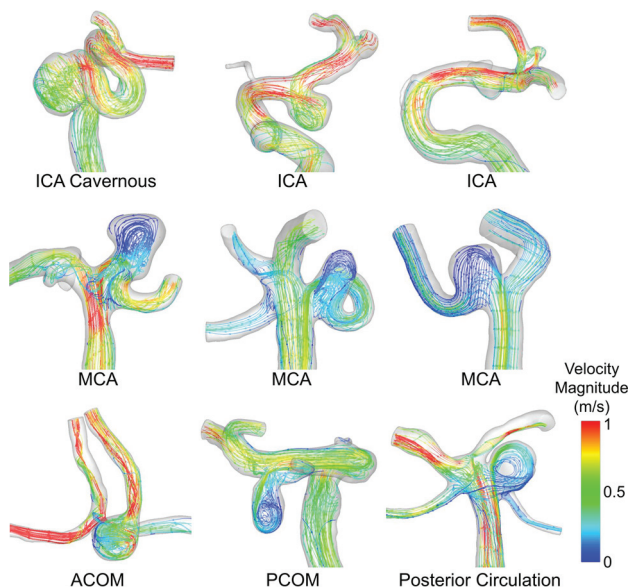 ICA Cavernous
ICA
ICA
MCA
MCA
MCA
Velocity
Magnitude
(m/s)
1
0.5
0
ACOM
PCOM
Posterior Circulation